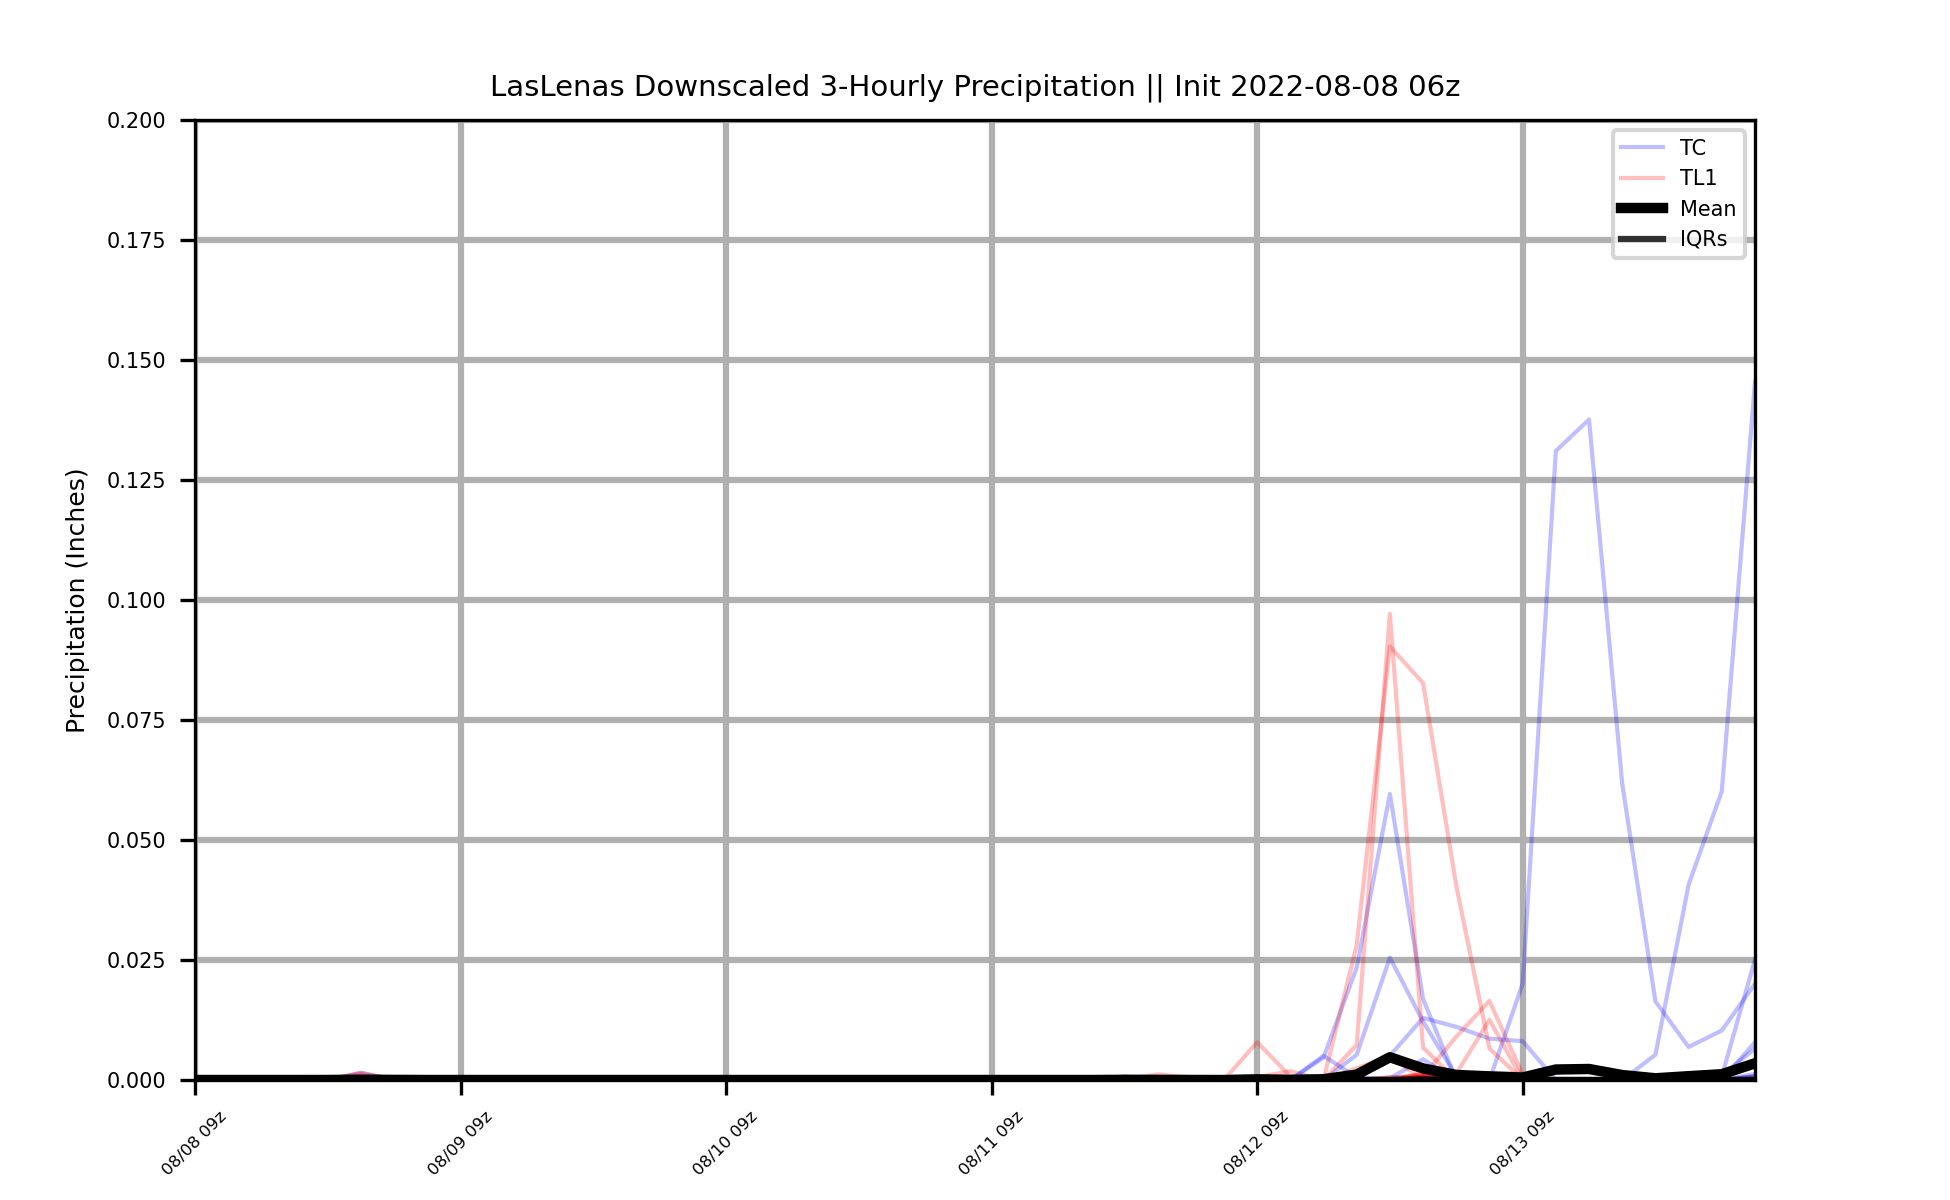 LasLenas Downscaled 3-Hourly Precipitation || Init 2022-08-08 06z
TC
TL1
Mean
IQRs
Precipitation (Inches)
0.200
0.175
0.150
0.125
0.100
0.075
0.050
0.025
0.000
08/08 09z
08/09 09z
08/10 09z
08/11 09z
08/12 09z
08/13 09z